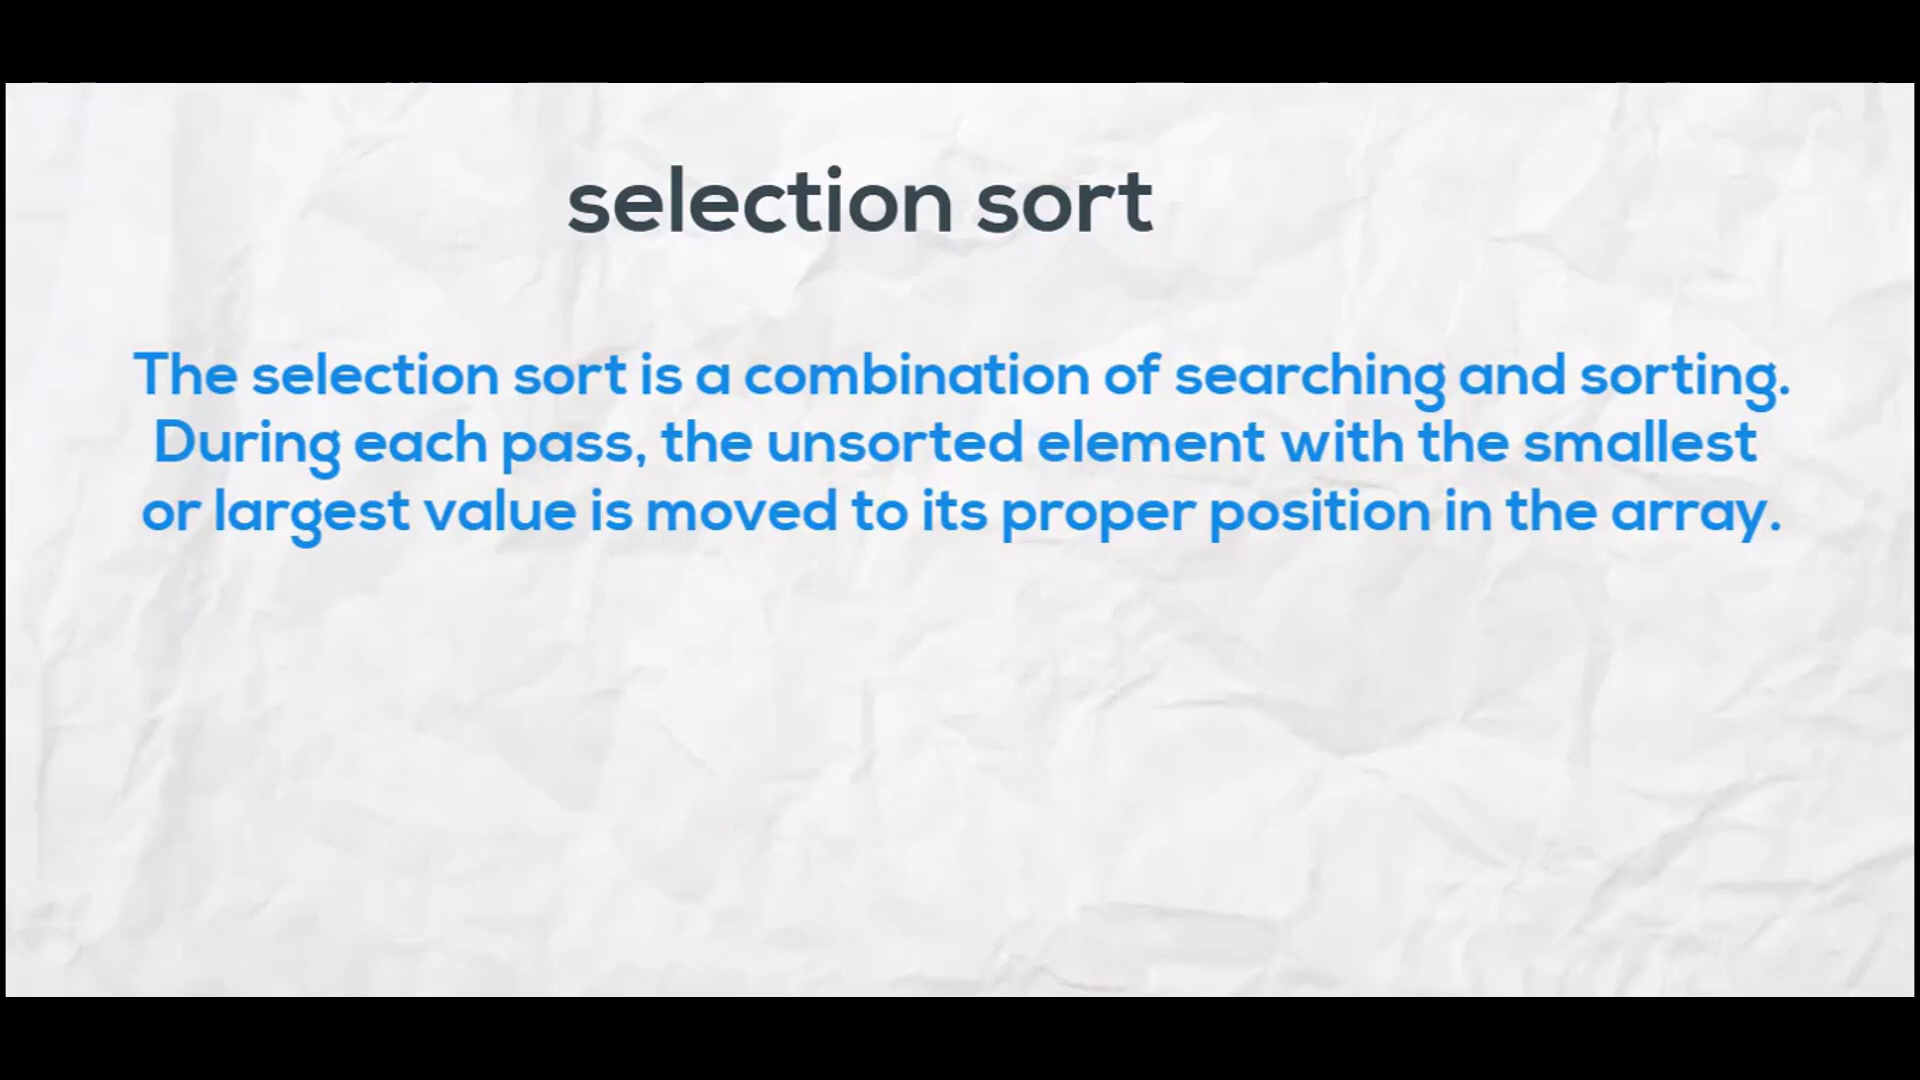 selection sort
The selection sort is a combination of searching and sorting.
During each pass, the unsorted element with the smallest
or largest value is moved to its proper position in the array.